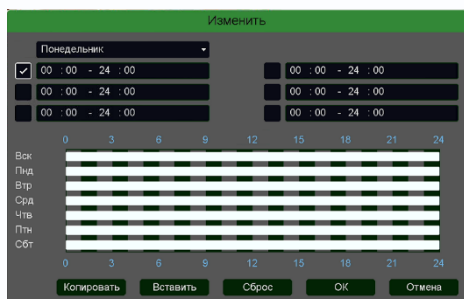 Изменить
Понедельник
00 :00 - 24 :00 00 :00 - 24 :00
00 :00 - 24 :00 00 :00 - 24 :00
00 :00 - 24 :00 00 :00 - 24 :00
0 3 6 9 12 15 18 21 24
Вск
Пнд
Втр
Срд
Чтв
Птн
Сбт
0 3 6 9 12 15 18 21 24
Копировать Вставить Сброс ОК Отмена